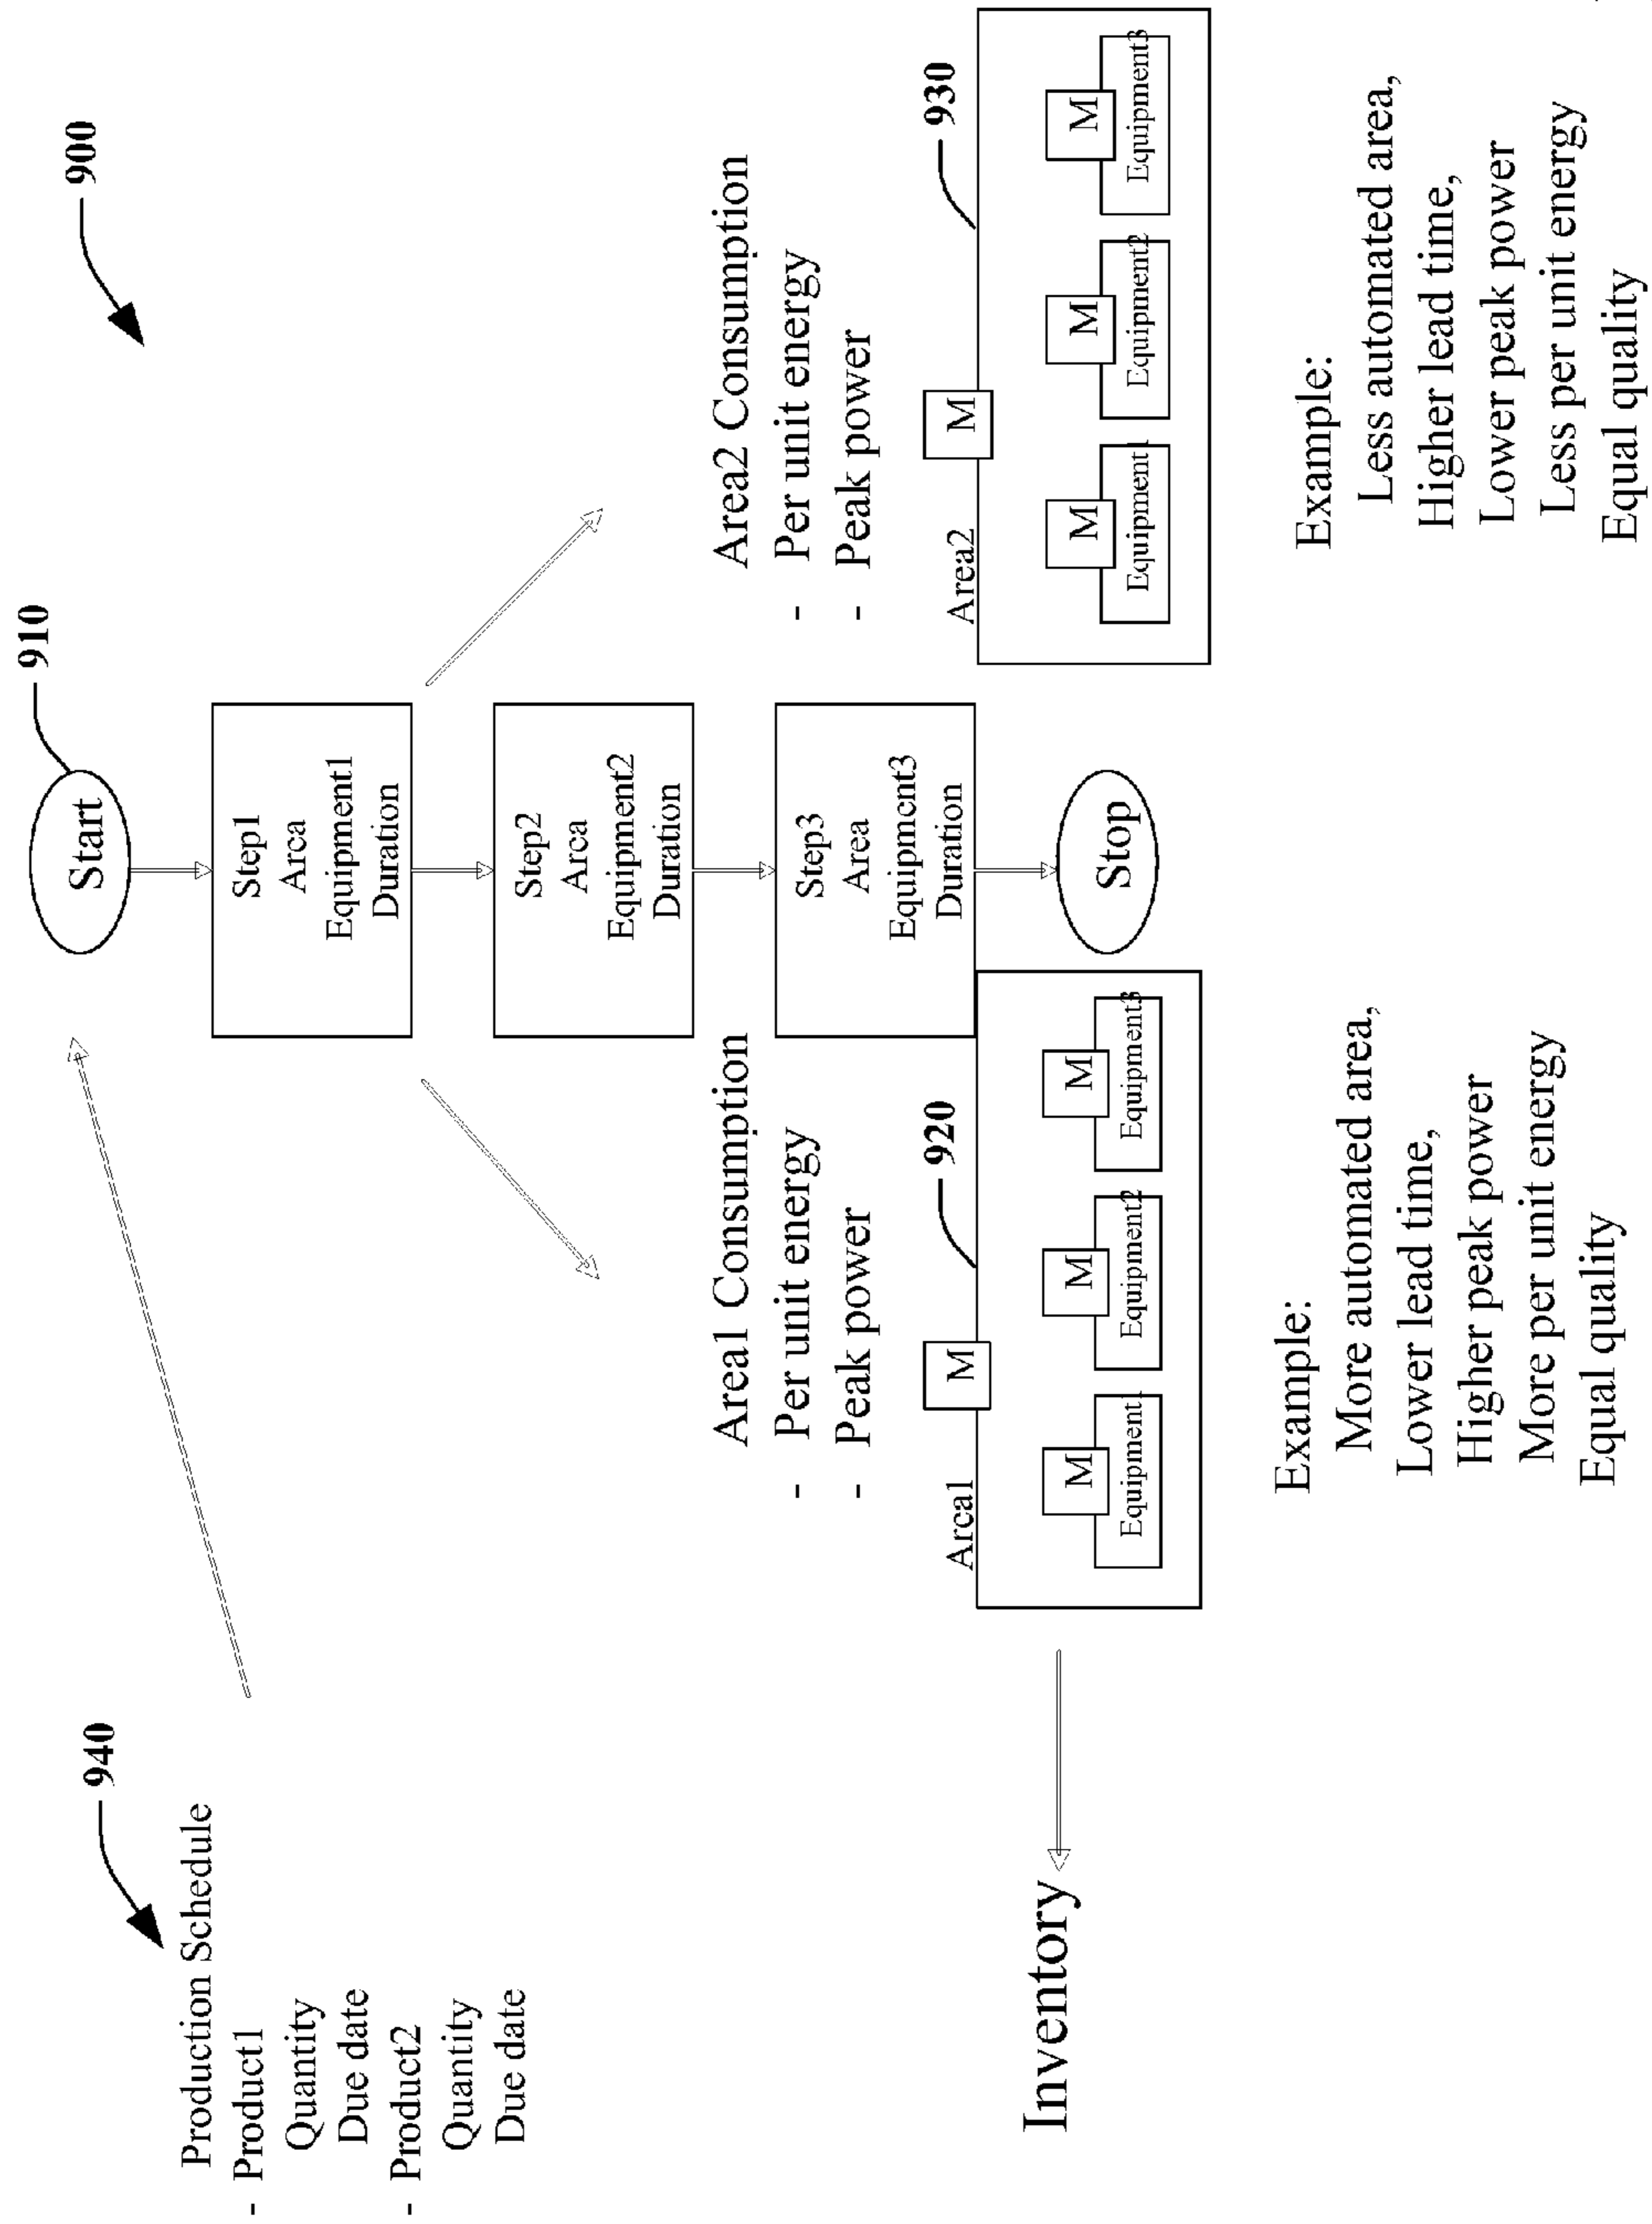 900
910
940
Production Schedule
- Product1
Quantity
Due date
- Product2
Quantity
Due date
Start
Step1
Area
Equipment1
Duration
Step2
Area
Equipment2
Duration
Step3
Area
Equipment3
Duration
Stop
Area1 Consumption
- Per unit energy
- Peak power
920
Area1
M
M
M
M
Equipment1
Equipment2
Equipment3
Area2 Consumption
- Per unit energy
- Peak power
930
Area2
M
M
M
M
Equipment1
Equipment2
Equipment3
Inventory
Example:
More automated area,
Lower lead time,
Higher peak power
More per unit energy
Equal quality
Example:
Less automated area,
Higher lead time,
Lower peak power
Less per unit energy
Equal quality